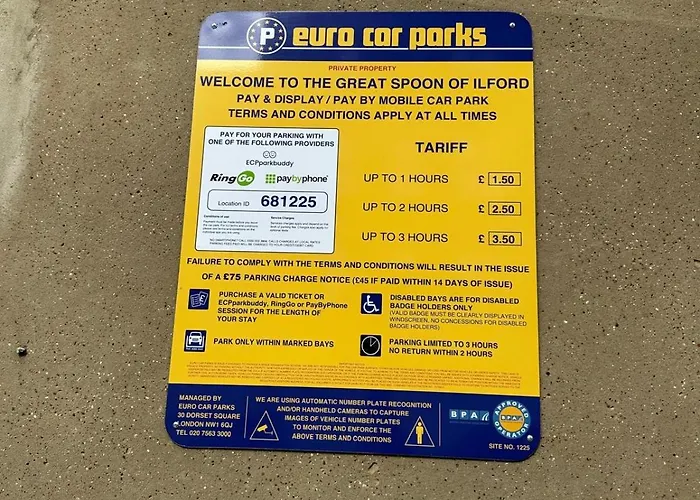 P euro car parks
PRIVATE PROPERTY
WELCOME TO THE GREAT SPOON OF ILFORD
PAY & DISPLAY / PAY BY MOBILE CAR PARK
TERMS AND CONDITIONS APPLY AT ALL TIMES
PAY FOR YOUR PARKING WITH
ONE OF THE FOLLOWING PROVIDERS
ECPparkbuddy
RingGo paybyphone
Location ID 681225
Conditions of use
Service Charges
TARIFF
UP TO 1 HOURS £ 1.50
UP TO 2 HOURS £ 2.50
UP TO 3 HOURS £ 3.50
FAILURE TO COMPLY WITH THE TERMS AND CONDITIONS WILL RESULT IN THE ISSUE
OF A £75 PARKING CHARGE NOTICE (£45 IF PAID WITHIN 14 DAYS OF ISSUE)
PURCHASE A VALID TICKET OR
ECPparkbuddy, RingGo or PayByPhone
SESSION FOR THE LENGTH OF
YOUR STAY
DISABLED BAYS ARE FOR DISABLED
BADGE HOLDERS ONLY
(VALID BADGE MUST BE CLEARLY DISPLAYED IN
WINDSCREEN, NO CONCESSIONS FOR DISABLED
BADGE HOLDERS)
PARK ONLY WITHIN MARKED BAYS
PARKING LIMITED TO 3 HOURS
NO RETURN WITHIN 2 HOURS
MANAGED BY
EURO CAR PARKS
30 DORSET SQUARE
LONDON NW1 6QJ
TEL 020 7563 3000
WE ARE USING AUTOMATIC NUMBER PLATE RECOGNITION
AND/OR HANDHELD CAMERAS TO CAPTURE
IMAGES OF VEHICLE NUMBER PLATES
TO MONITOR AND ENFORCE THE
ABOVE TERMS AND CONDITIONS
BPA
APPROVED
BPA
OPERATOR
SITE NO. 1225